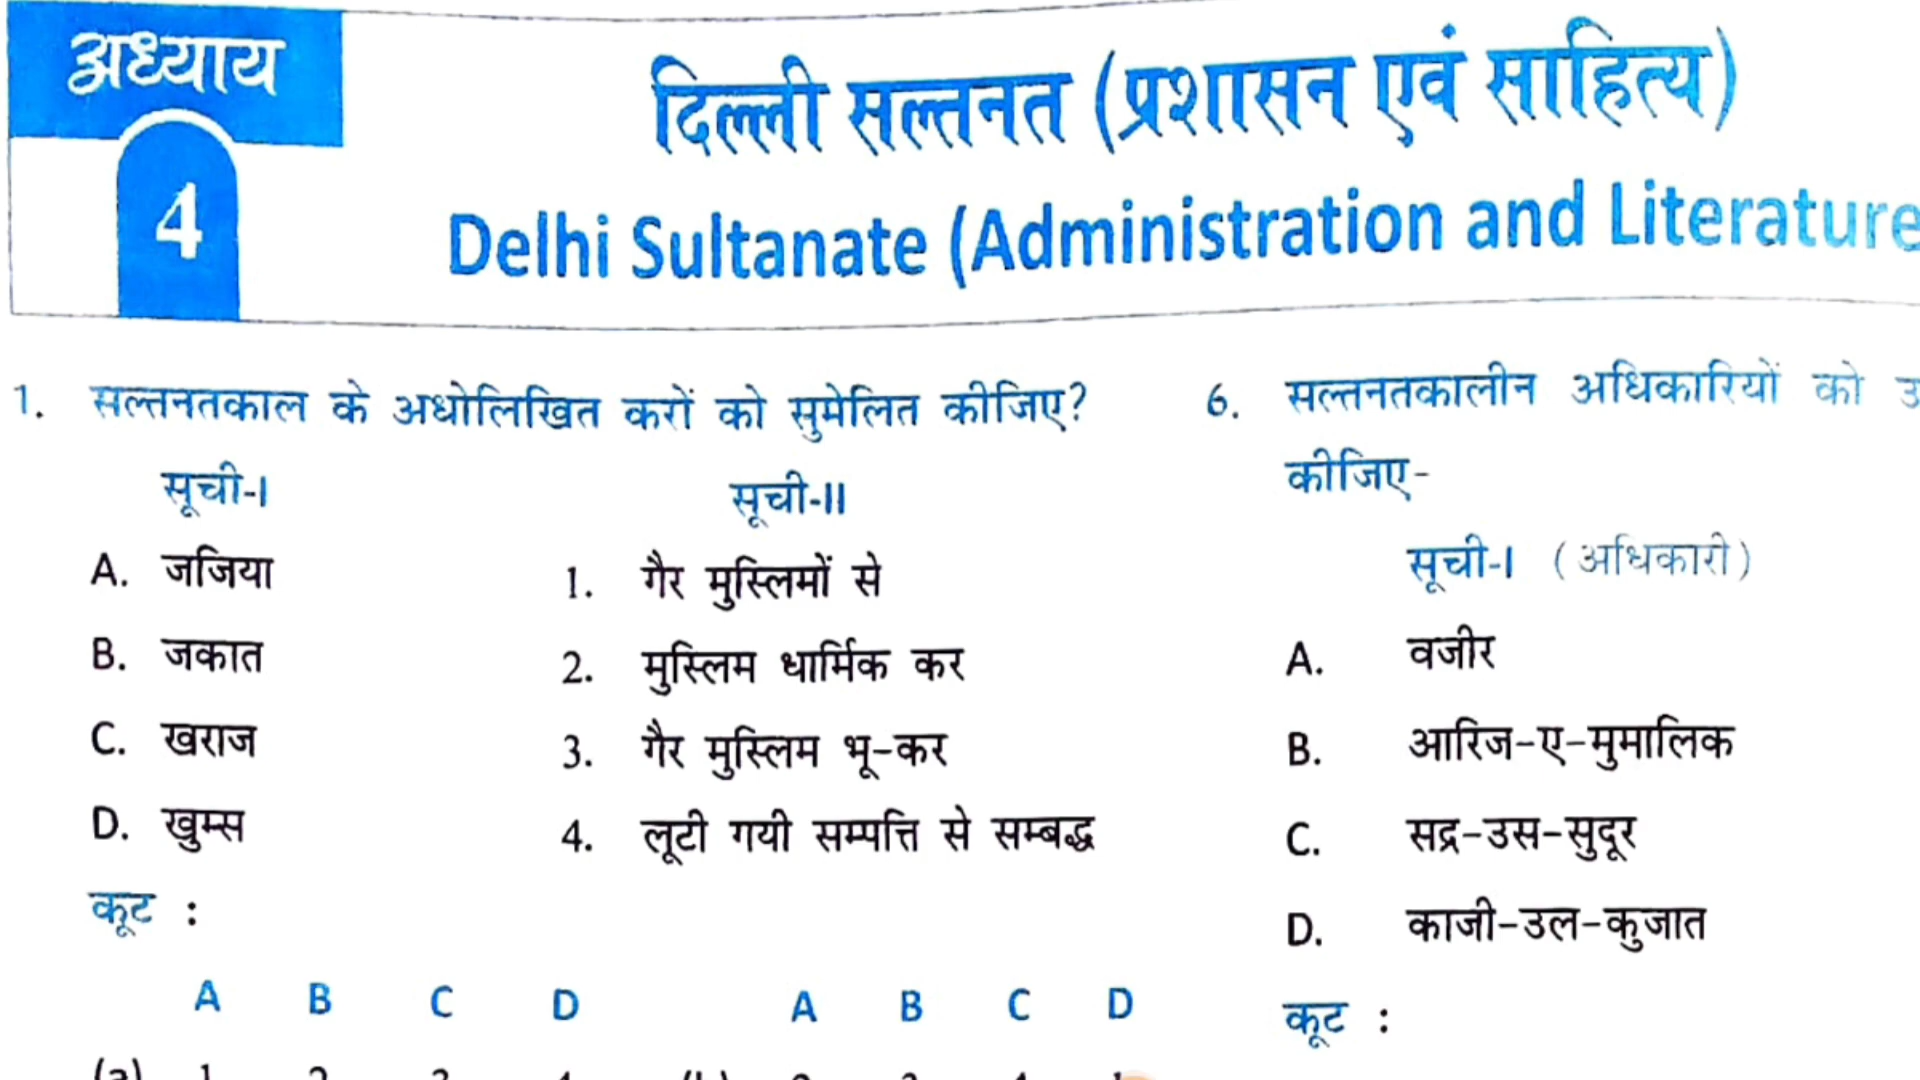 अध्याय
4
दिल्ली सल्तनत (प्रशासन एवं साहित्य)
Delhi Sultanate (Administration and Literature
1. सल्तनतकाल के अधोलिखित करों को सुमेलित कीजिए?
सूची-I सूची-II
A. जजिया 1. गैर मुस्लिमों से
B. जकात 2. मुस्लिम धार्मिक कर
C. खराज 3. गैर मुस्लिम भू-कर
D. खुम्स 4. लूटी गयी सम्पत्ति से सम्बद्ध
कूट :
A B C D A B C D
6. सल्तनतकालीन अधिकारियों को
कीजिए-
सूची-I (अधिकारी)
A. वजीर
B. आरिज-ए-मुमालिक
C. सद्र-उस-सुदूर
D. काजी-उल-कुजात
कूट :